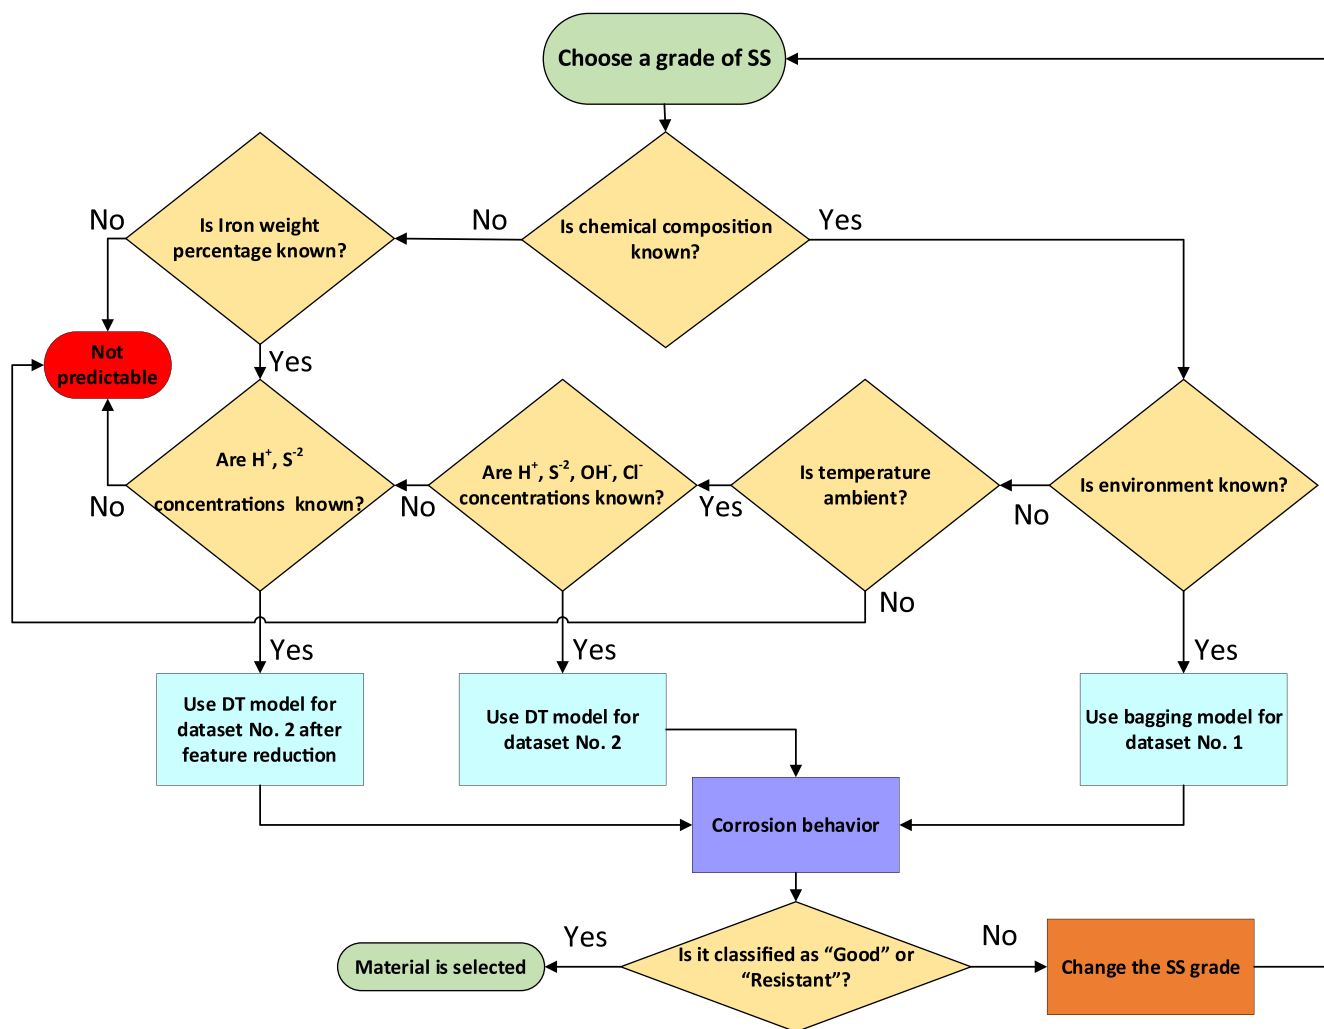 Choose a grade of SS
Is chemical composition
known?
No
Yes
Is Iron weight
percentage known?
No
Yes
Not
predictable
Is environment known?
No
Yes
Is temperature
ambient?
Yes
No
Are H⁺, S⁻², OH⁻, Cl⁻
concentrations known?
No
Yes
Are H⁺, S⁻²
concentrations known?
No
Yes
Use DT model for
dataset No. 2 after
feature reduction
Use DT model for
dataset No. 2
Use bagging model for
dataset No. 1
Corrosion behavior
Is it classified as “Good” or
“Resistant”?
Yes
No
Material is selected
Change the SS grade